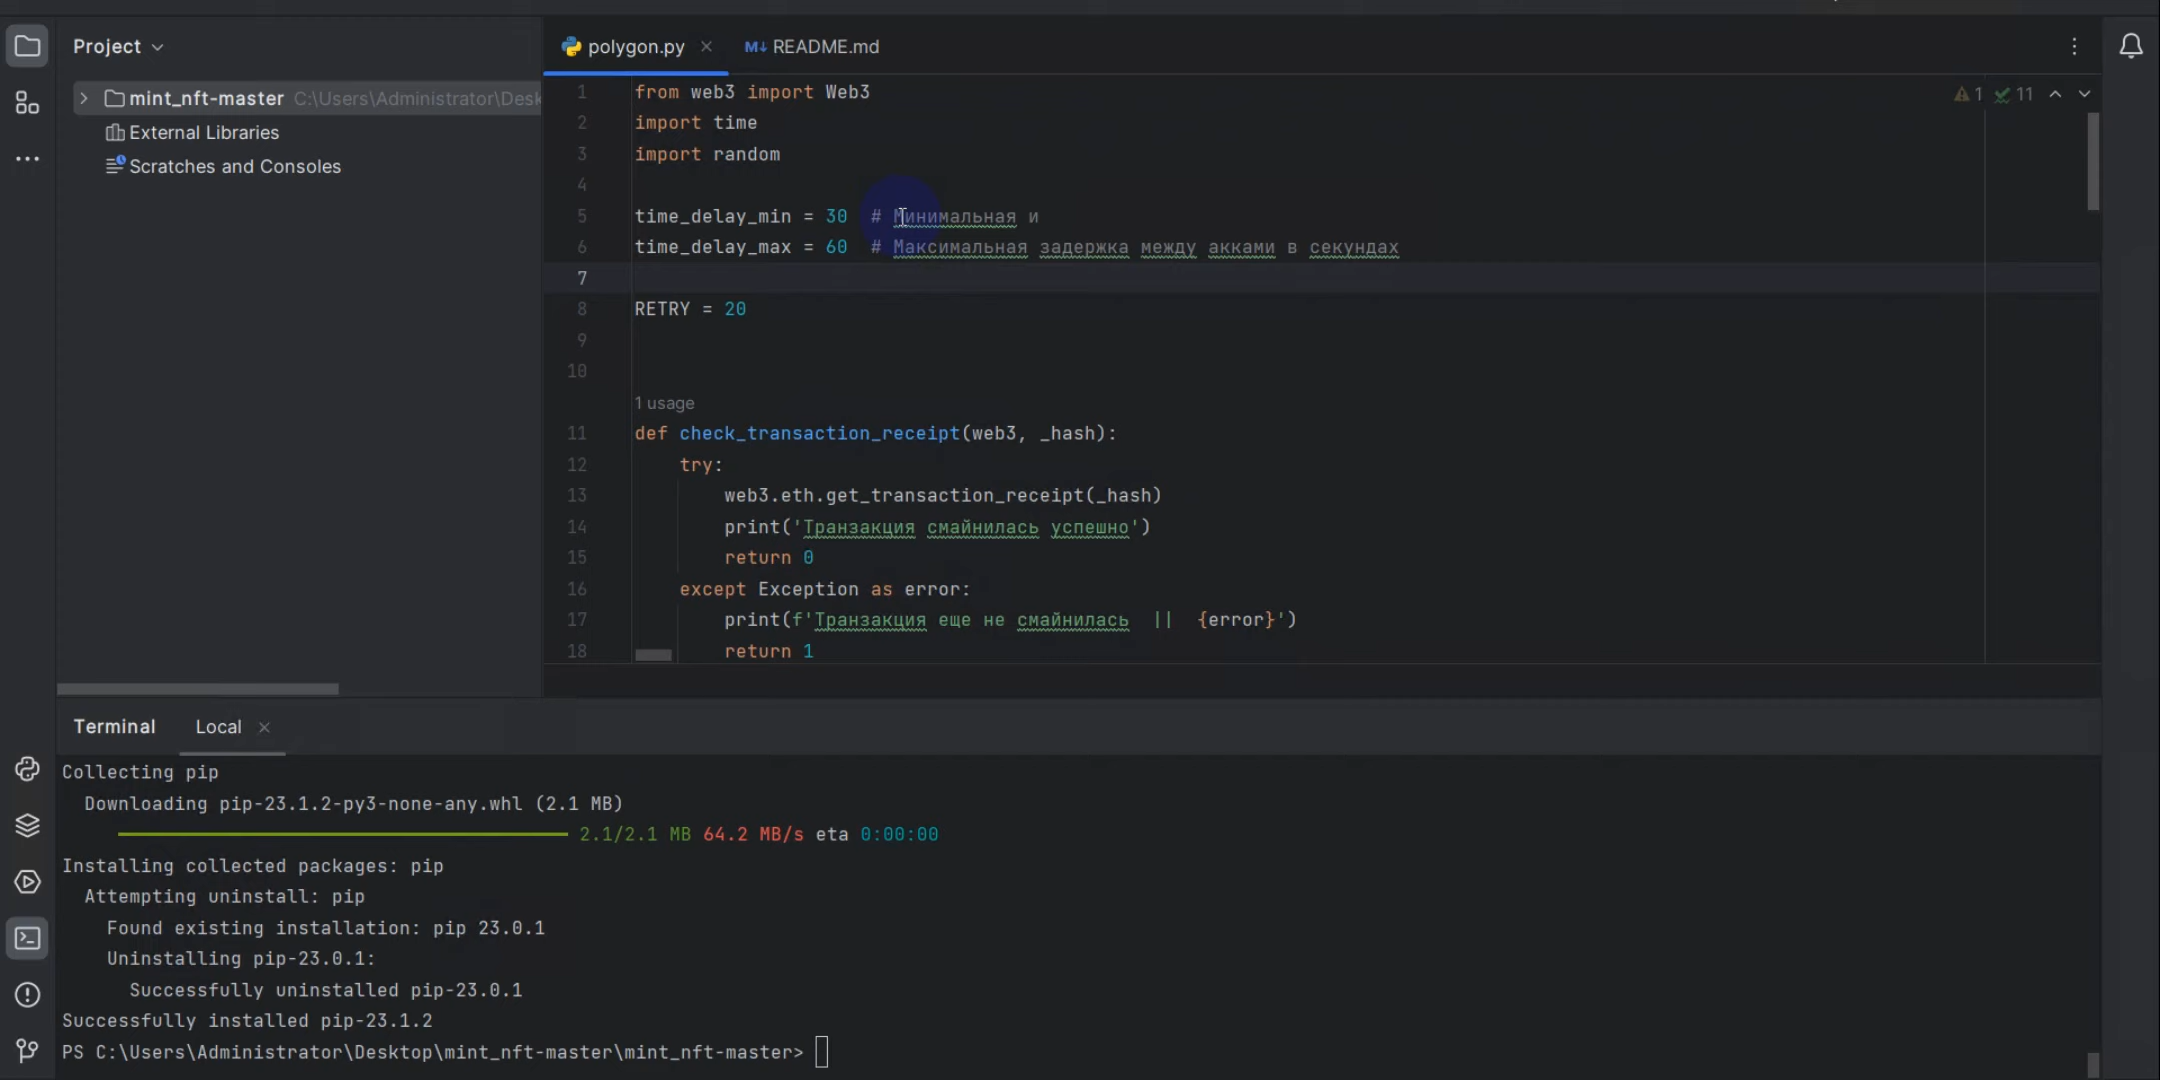 Project
polygon.py
README.md
mint_nft-master C:\Users\Administrator\Desk
External Libraries
Scratches and Consoles
1 11
1 from web3 import Web3
2 import time
3 import random
4
5 time_delay_min = 30 # Минимальная и
6 time_delay_max = 60 # Максимальная задержка между акками в секундах
7
8 RETRY = 20
9
10
1 usage
11 def check_transaction_receipt(web3, _hash):
12 try:
13 web3.eth.get_transaction_receipt(_hash)
14 print('Транзакция смайнилась успешно')
15 return 0
16 except Exception as error:
17 print(f'Транзакция еще не смайнилась || {error}')
18 return 1
Terminal Local
Collecting pip
Downloading pip-23.1.2-py3-none-any.whl (2.1 MB)
2.1/2.1 MB 64.2 MB/s eta 0:00:00
Installing collected packages: pip
Attempting uninstall: pip
Found existing installation: pip 23.0.1
Uninstalling pip-23.0.1:
Successfully uninstalled pip-23.0.1
Successfully installed pip-23.1.2
PS C:\Users\Administrator\Desktop\mint_nft-master\mint_nft-master>